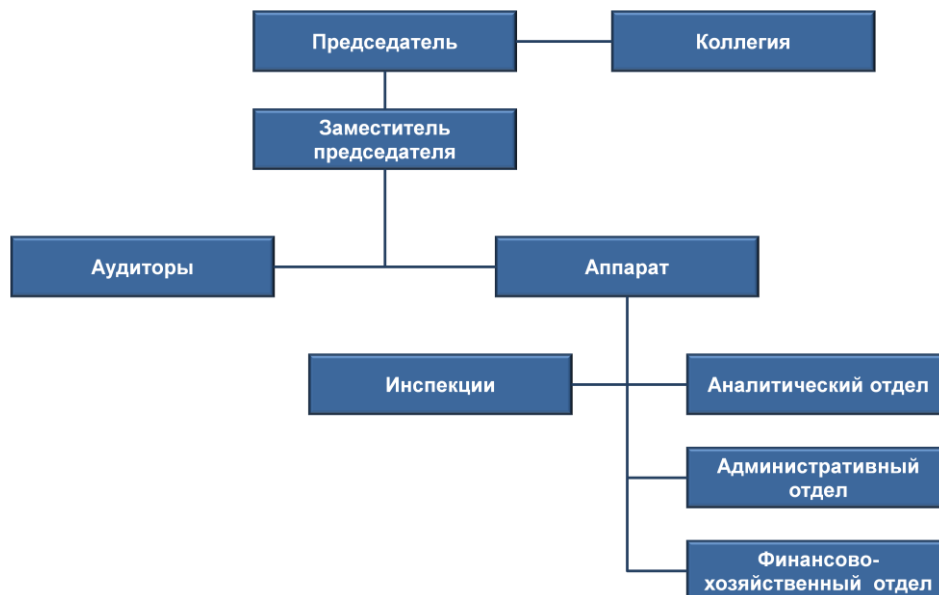 Председатель
Коллегия
Заместитель
председателя
Аудиторы
Аппарат
Инспекции
Аналитический отдел
Административный
отдел
Финансово-
хозяйственный отдел